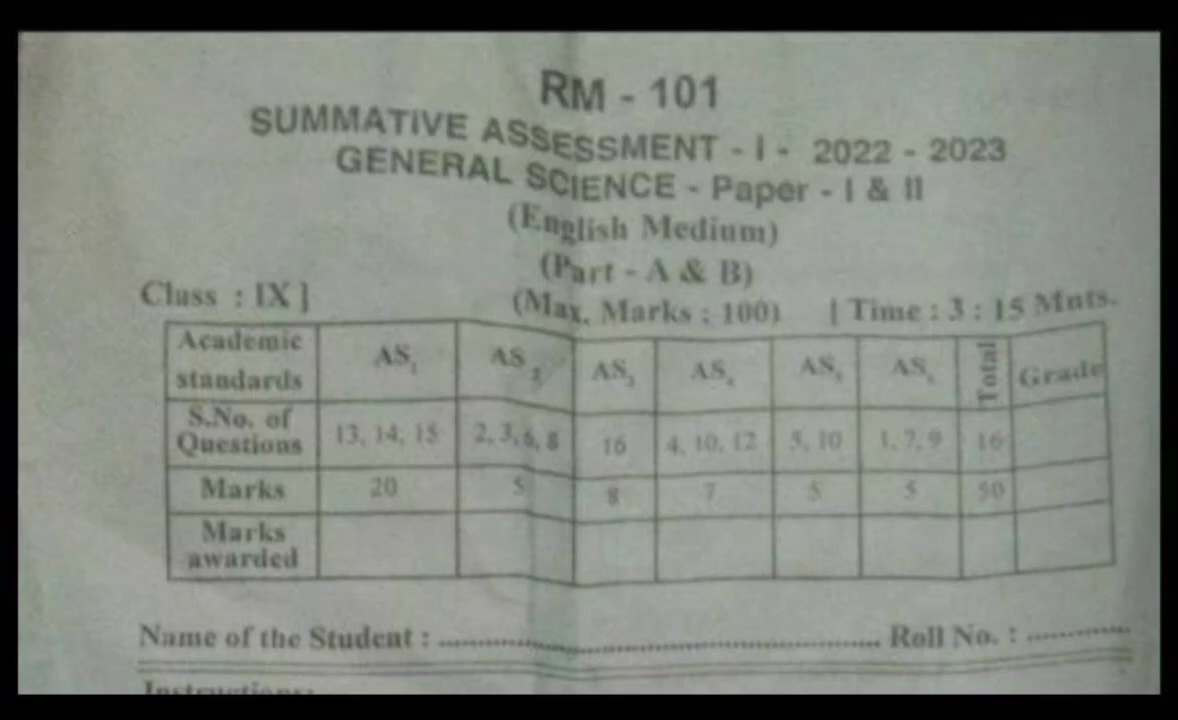 RM - 101
SUMMATIVE ASSESSMENT - I - 2022 - 2023
GENERAL SCIENCE - Paper - I & II
(English Medium)
(Part - A & B)
Class : IX ] (Max. Marks : 100) [ Time : 3 : 15 Mnts.
Academic standards AS₁ AS₂ AS₃ AS₄ AS₅ AS₆ Total Grade
S.No. of Questions 13, 14, 15 2, 3, 6, 8 16 4, 10, 12 5, 10 1, 7, 9 16
Marks 20 5 8 7 5 5 50
Marks awarded
Name of the Student : ........................ Roll No. : ............
Instructions: